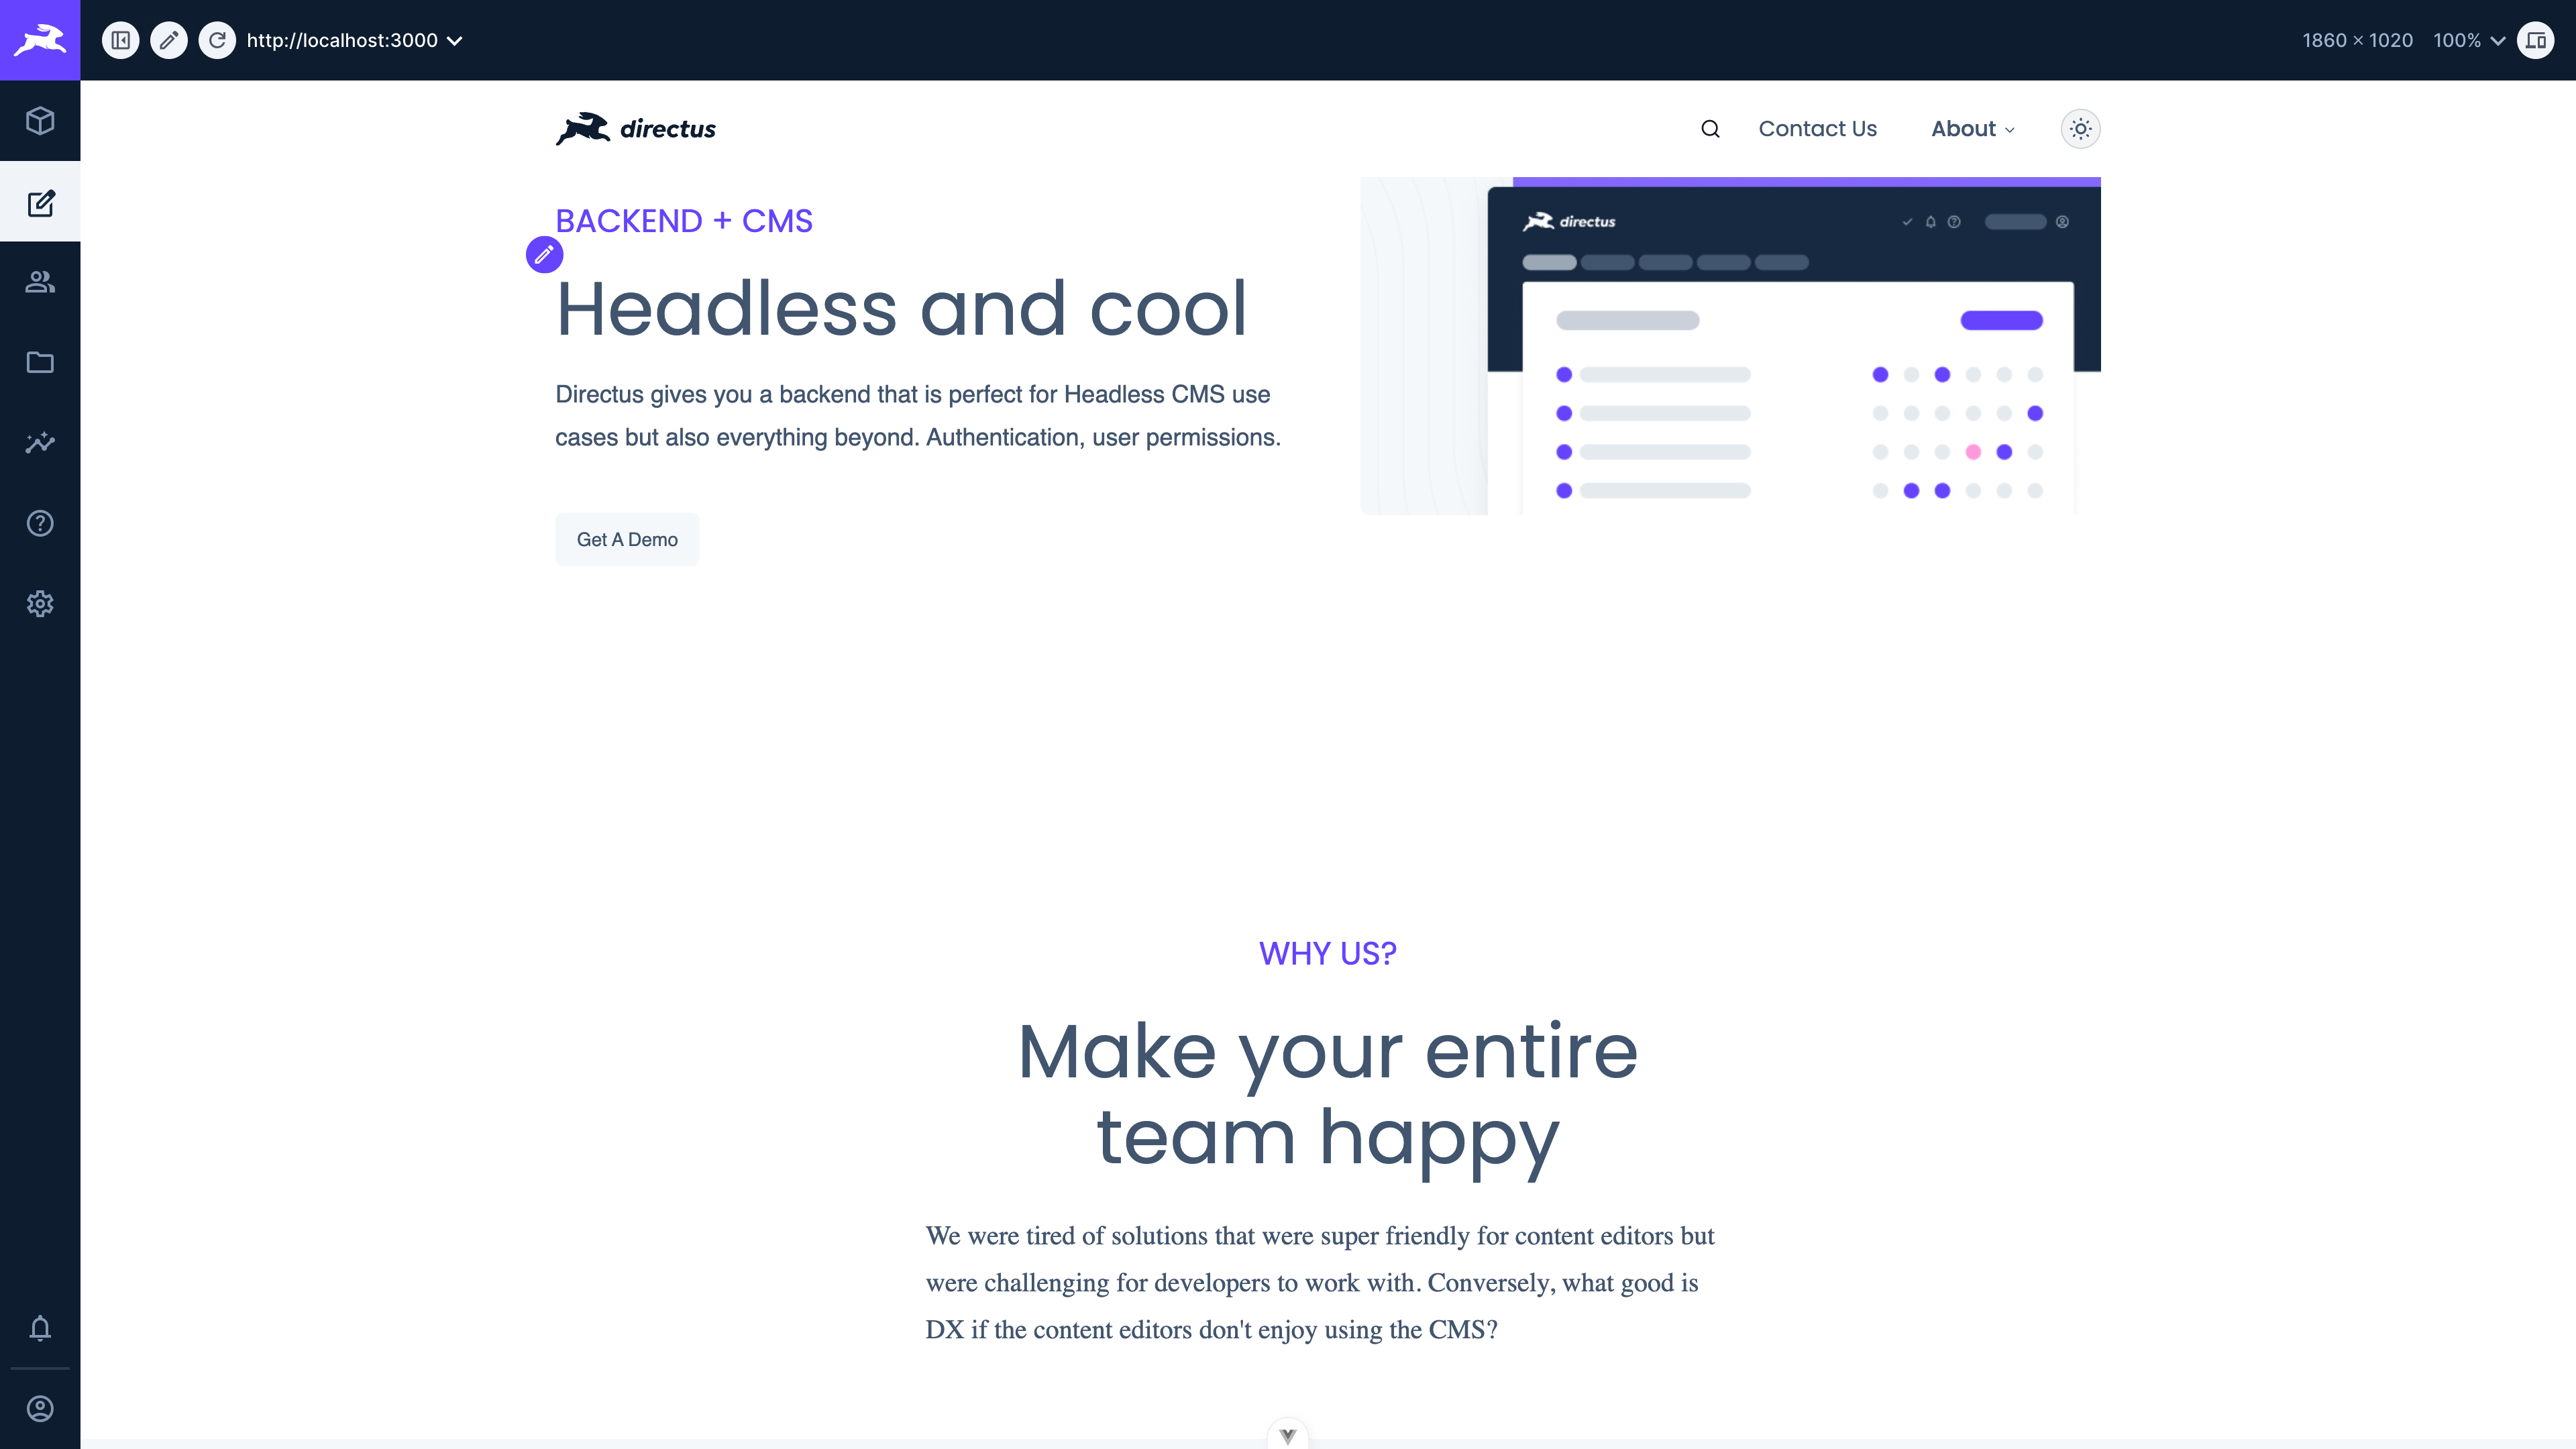 http://localhost:3000
1860 × 1020 100%
directus
Contact Us
About
BACKEND + CMS
Headless and cool
Directus gives you a backend that is perfect for Headless CMS use
cases but also everything beyond. Authentication, user permissions.
Get A Demo
directus
WHY US?
Make your entire
team happy
We were tired of solutions that were super friendly for content editors but
were challenging for developers to work with. Conversely, what good is
DX if the content editors don't enjoy using the CMS?